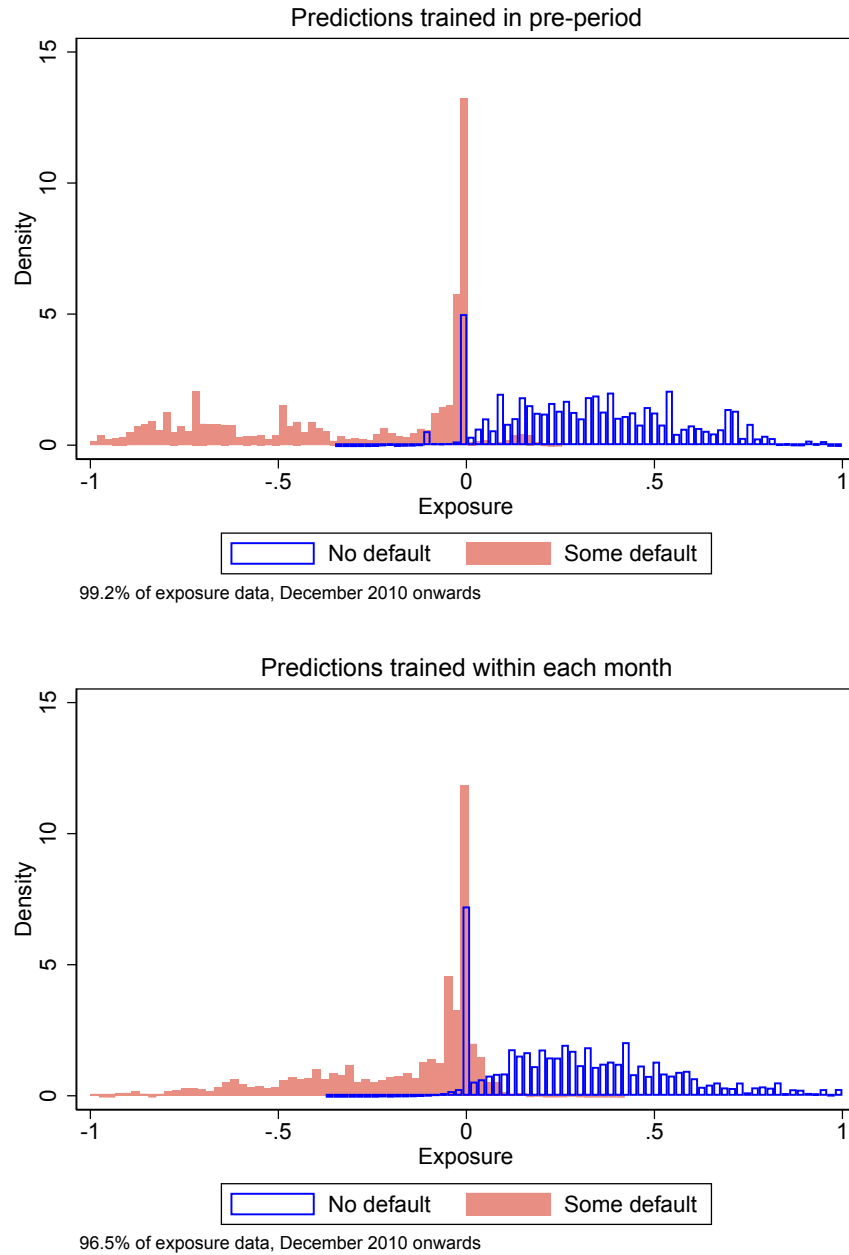 Predictions trained in pre-period
15
10
5
0
Density
-1
-.5
0
.5
1
Exposure
No default
Some default
99.2% of exposure data, December 2010 onwards
Predictions trained within each month
15
10
5
0
Density
-1
-.5
0
.5
1
Exposure
No default
Some default
96.5% of exposure data, December 2010 onwards